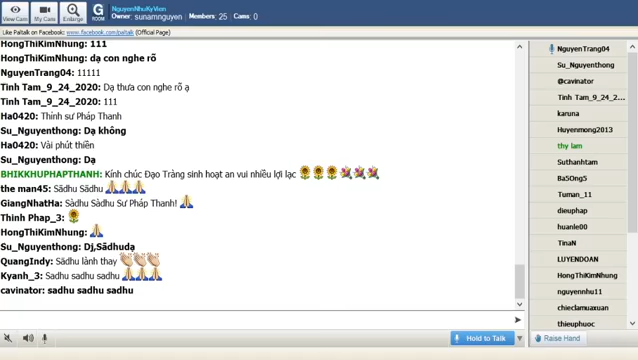 View Cam
My Cam
Enlarge
G
ROOM
NguyenNhuKyVien
Owner: sunamnguyen | Members: 25 Cams: 0
Like Paltalk on Facebook: www.facebook.com/paltalk (Official Page)
HongThiKimNhung: 111
HongThiKimNhung: dạ con nghe rõ
NguyenTrang04: 11111
Tinh Tam_9_24_2020: Dạ thưa con nghe rõ ạ
Tinh Tam_9_24_2020: 111
Ha0420: Thỉnh sư Pháp Thanh
Su_Nguyenthong: Dạ không
Ha0420: Vài phút thiền
Su_Nguyenthong: Dạ
BHIKKHUPHAPTHANH: Kính chúc Đạo Tràng sinh hoạt an vui nhiều lợi lạc
the man45: Sādhu Sādhu
GiangNhatHa: Sàdhu Sàdhu Sư Pháp Thanh!
Thinh Phap_3:
HongThiKimNhung:
Su_Nguyenthong: Dj,Sãdhudạ
QuangIndy: Sādhu lành thay
Kyanh_3: Sadhu sadhu sadhu
cavinator: sadhu sadhu sadhu
Hold to Talk
NguyenTrang04
Su_Nguyenthong
@cavinator
Tinh Tam_9_24_2...
karuna
Huyenmong2013
thy lam
Suthanhtam
Ba5Ong5
Tuman_11
dieuphap
huanle00
TinaN
LUYENDOAN
HongThiKimNhung
nguyennhu11
chieclamuaxuan
thieuphuoc
Raise Hand